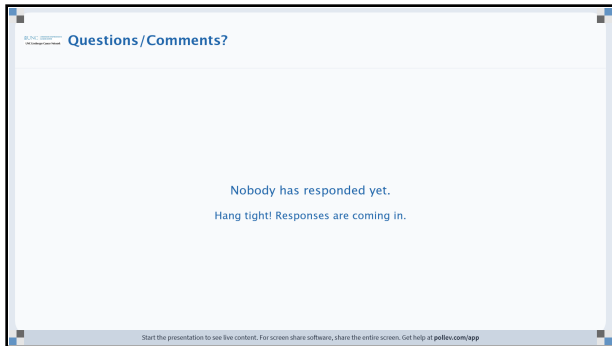 Questions/Comments?
Nobody has responded yet.
Hang tight! Responses are coming in.
Start the presentation to see live content. For screen share software, share the entire screen. Get help at pollev.com/app